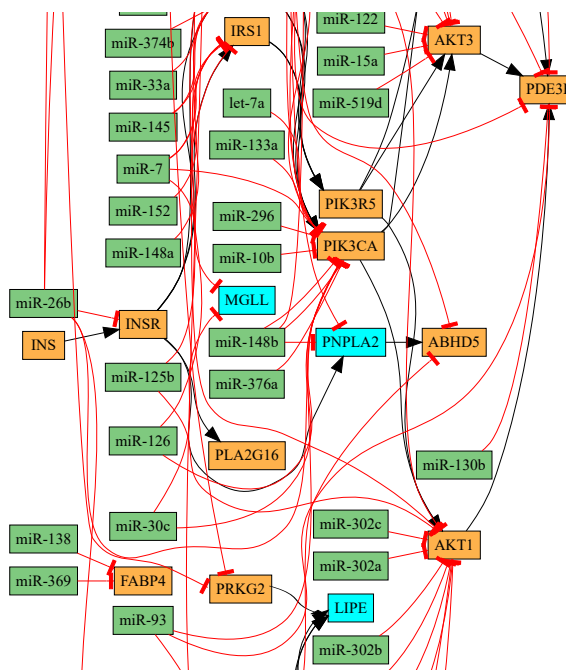 miR-122
IRS1
miR-374b
AKT3
miR-15a
miR-33a
PDE3
let-7a
miR-519d
miR-145
miR-133a
miR-7
PIK3R5
miR-152
miR-296
PIK3CA
miR-148a
miR-10b
miR-26b
MGLL
INSR
INS
miR-148b
PNPLA2
ABHD5
miR-125b
miR-376a
miR-126
PLA2G16
miR-130b
miR-30c
miR-302c
miR-138
AKT1
miR-302a
miR-369
FABP4
PRKG2
LIPE
miR-93
miR-302b